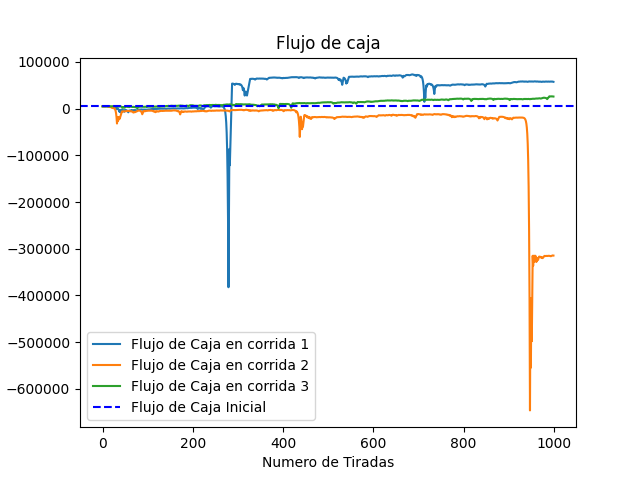 Flujo de caja
100000
0
−100000
−200000
−300000
−400000
−500000
−600000
Flujo de Caja en corrida 1
Flujo de Caja en corrida 2
Flujo de Caja en corrida 3
Flujo de Caja Inicial
0 200 400 600 800 1000
Numero de Tiradas